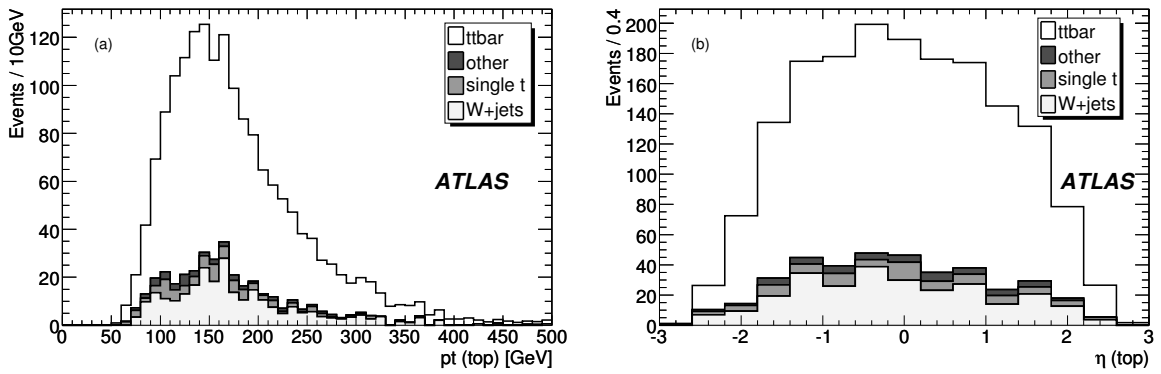 (a)
Events / 10GeV
120
100
80
60
40
20
0
ttbar
other
single t
W+jets
ATLAS
0 50 100 150 200 250 300 350 400 450 500
pt (top) [GeV]
(b)
Events / 0.4
200
180
160
140
120
100
80
60
40
20
0
ttbar
other
single t
W+jets
ATLAS
-3 -2 -1 0 1 2 3
η (top)